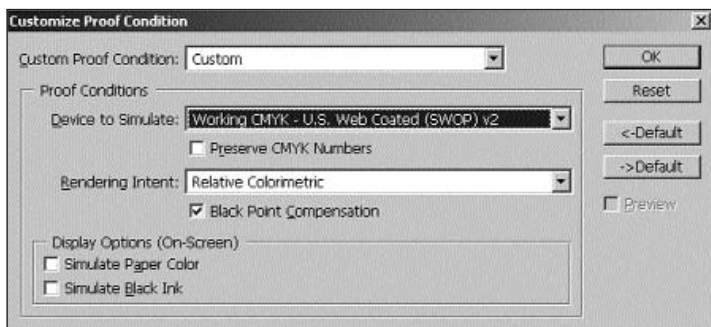 Customize Proof Condition
Custom Proof Condition: Custom
OK
Proof Conditions
Reset
Device to Simulate: Working CMYK - U.S. Web Coated (SWOP) v2
<-Default
Preserve CMYK Numbers
->Default
Rendering Intent: Relative Colorimetric
Preview
Black Point Compensation
Display Options (On-Screen)
Simulate Paper Color
Simulate Black Ink